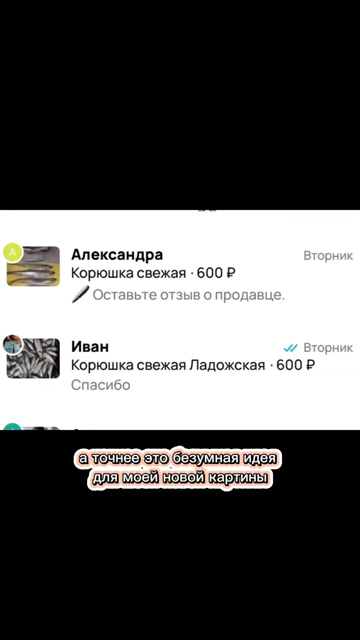 А
Александра
Вторник
Корюшка свежая · 600 ₽
Оставьте отзыв о продавце.
Иван
Вторник
Корюшка свежая Ладожская · 600 ₽
Спасибо
а точнее это безумная идея
для моей новой картины